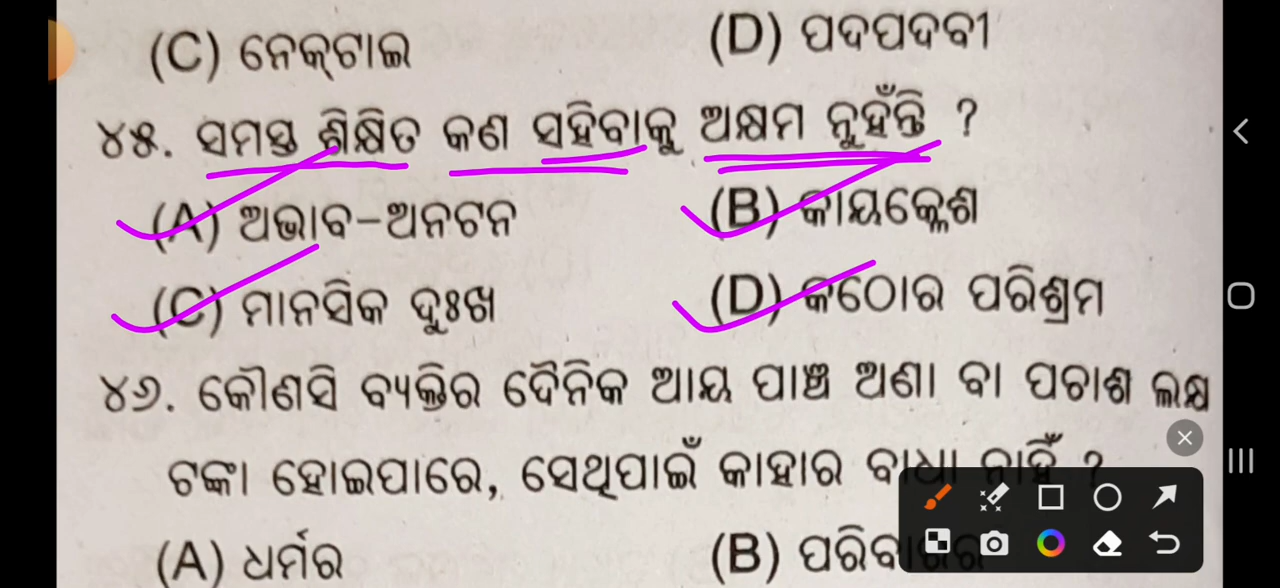 (C) ନେକ୍‌ଟାଇ (D) ପଦପଦବୀ
୪୫. ସମସ୍ତ ଶିକ୍ଷିତ କଣ ସହିବାକୁ ଅକ୍ଷମ ନୁହଁନ୍ତି ?
(A) ଅଭାବ-ଅନଟନ (B) କାୟକ୍ଳେଶ
(C) ମାନସିକ ଦୁଃଖ (D) କଠୋର ପରିଶ୍ରମ
୪୬. କୌଣସି ବ୍ୟକ୍ତିର ଦୈନିକ ଆୟ ପାଞ୍ଚ ଅଣା ବା ପଚାଶ ଲକ୍ଷ
ଟଙ୍କା ହୋଇପାରେ, ସେଥିପାଇଁ କାହାର ବାଧା ନାହିଁ ?
(A) ଧର୍ମର (B)